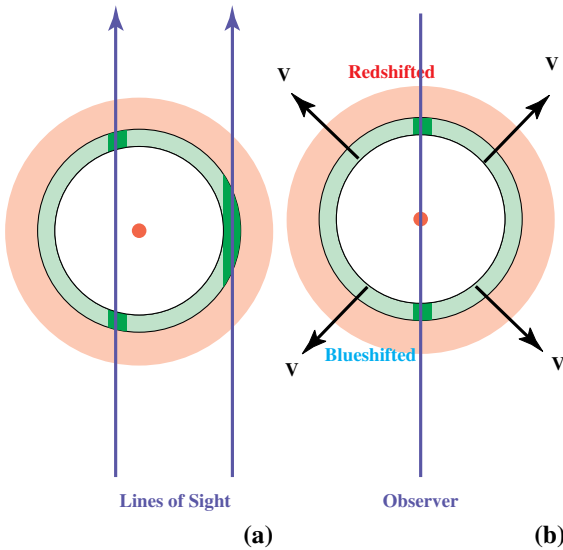 Redshifted
V
V
V
V
Blueshifted
Lines of Sight
Observer
(a)
(b)